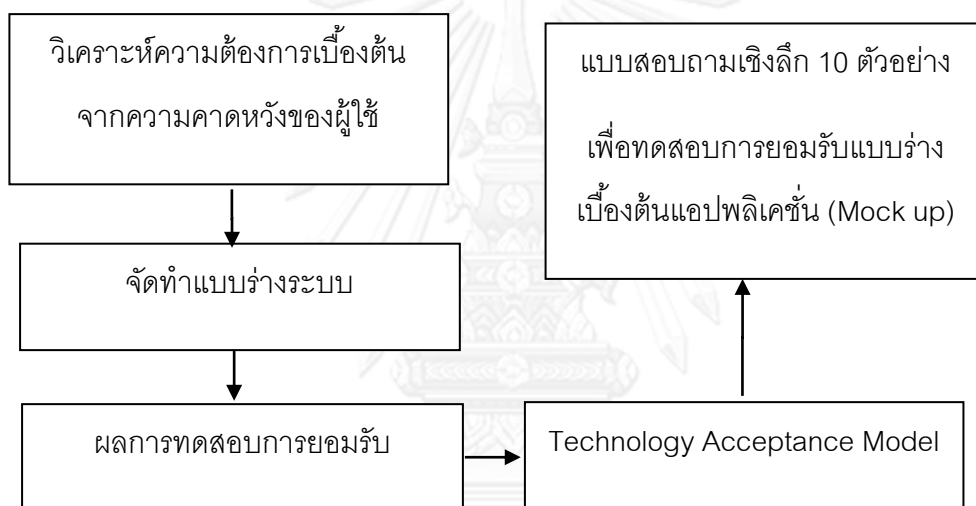 วิเคราะห์ความต้องการเบื้องต้น
จากความคาดหวังของผู้ใช้
จัดทำแบบร่างระบบ
ผลการทดสอบการยอมรับ
Technology Acceptance Model
แบบสอบถามเชิงลึก 10 ตัวอย่าง
เพื่อทดสอบการยอมรับแบบร่าง
เบื้องต้นแอปพลิเคชั่น (Mock up)